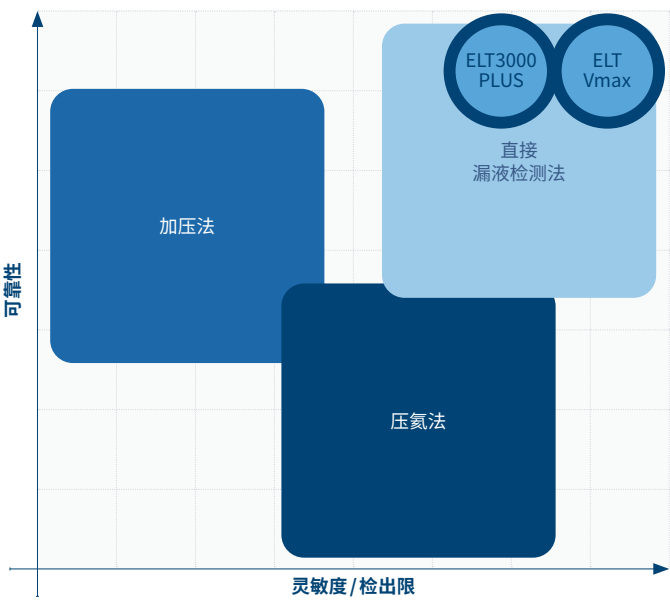 ELT3000
PLUS
ELT
Vmax
直接
漏液检测法
加压法
可靠性
压氦法
灵敏度/检出限